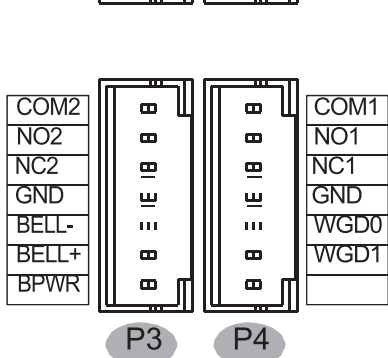 COM2 COM1
NO2 NO1
NC2 NC1
GND GND
BELL- WGD0
BELL+ WGD1
BPWR
P3 P4